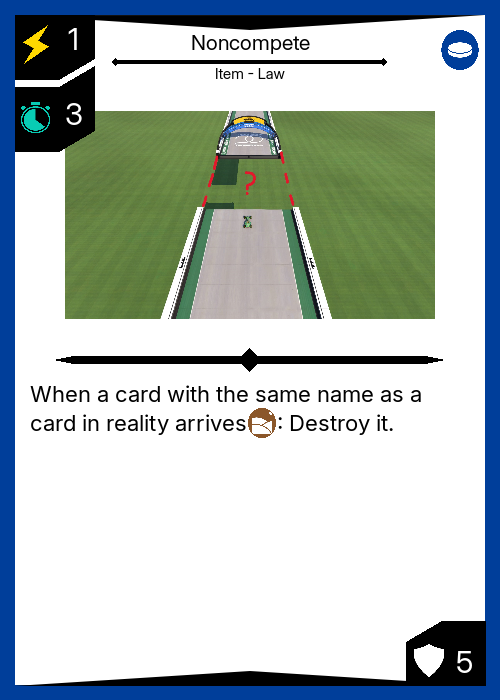 1
Noncompete
Item - Law
3
?
When a card with the same name as a
card in reality arrives: Destroy it.
5